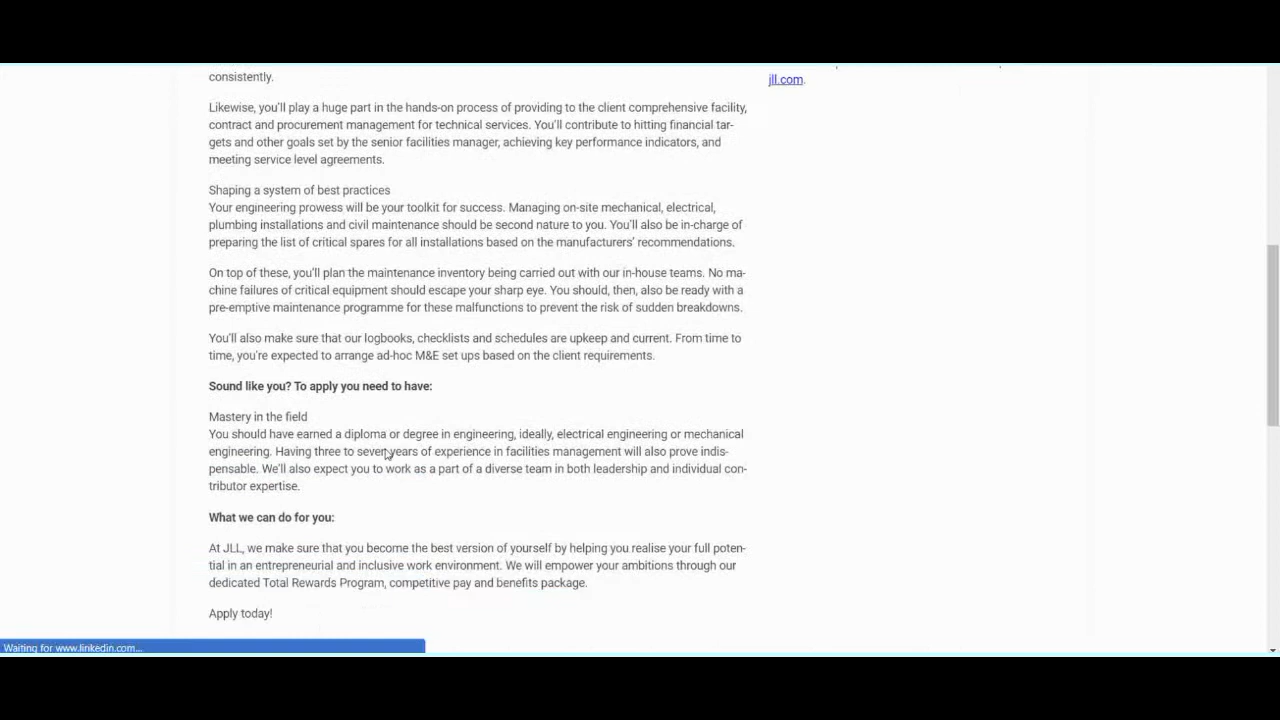 consistently.
jll.com.
Likewise, you'll play a huge part in the hands-on process of providing to the client comprehensive facility,
contract and procurement management for technical services. You'll contribute to hitting financial tar-
gets and other goals set by the senior facilities manager, achieving key performance indicators, and
meeting service level agreements.
Shaping a system of best practices
Your engineering prowess will be your toolkit for success. Managing on-site mechanical, electrical,
plumbing installations and civil maintenance should be second nature to you. You'll also be in-charge of
preparing the list of critical spares for all installations based on the manufacturers' recommendations.
On top of these, you'll plan the maintenance inventory being carried out with our in-house teams. No ma-
chine failures of critical equipment should escape your sharp eye. You should, then, also be ready with a
pre-emptive maintenance programme for these malfunctions to prevent the risk of sudden breakdowns.
You'll also make sure that our logbooks, checklists and schedules are upkeep and current. From time to
time, you're expected to arrange ad-hoc M&E set ups based on the client requirements.
Sound like you? To apply you need to have:
Mastery in the field
You should have earned a diploma or degree in engineering, ideally, electrical engineering or mechanical
engineering. Having three to seven years of experience in facilities management will also prove indis-
pensable. We'll also expect you to work as a part of a diverse team in both leadership and individual con-
tributor expertise.
What we can do for you:
At JLL, we make sure that you become the best version of yourself by helping you realise your full poten-
tial in an entrepreneurial and inclusive work environment. We will empower your ambitions through our
dedicated Total Rewards Program, competitive pay and benefits package.
Apply today!
Waiting for www.linkedin.com...